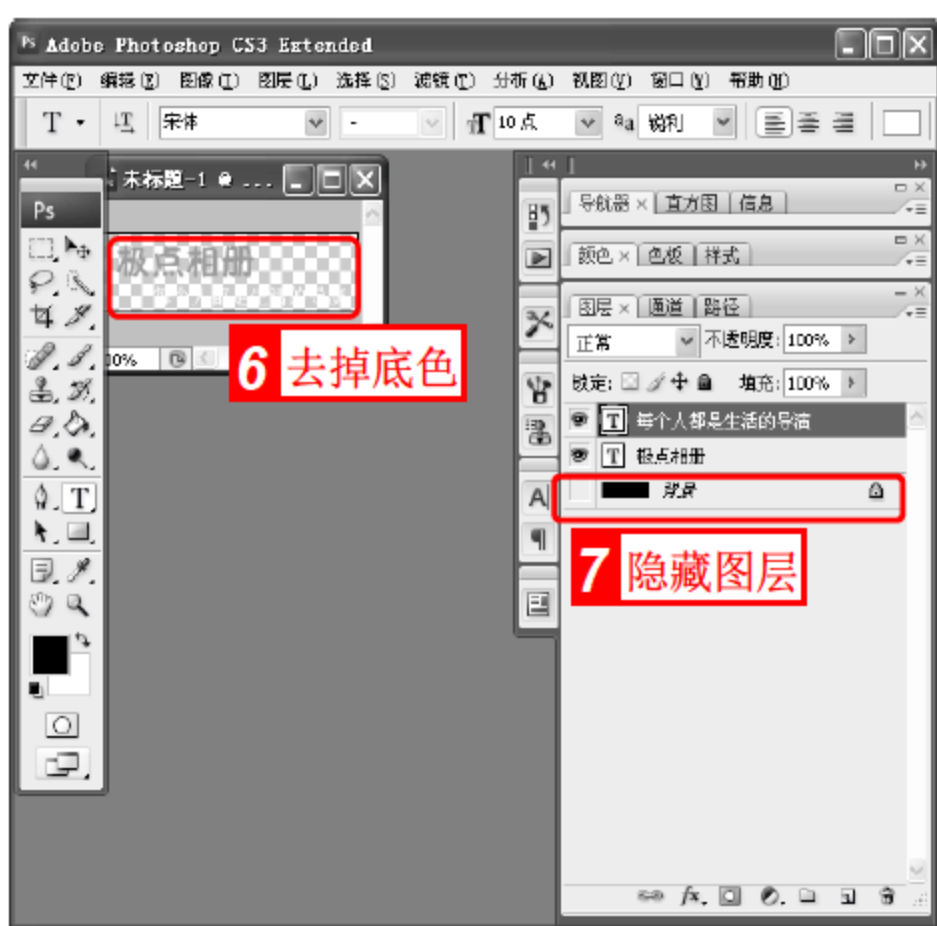 Ps Adobe Photoshop CS3 Extended
文件(F) 编辑(E) 图像(I) 图层(L) 选择(S) 滤镜(T) 分析(A) 视图(V) 窗口(W) 帮助(H)
T 宋体 - 10 点 aa 锐利
未标题-1 @ ...
Ps
导航器 × 直方图 信息
极点相册
颜色 × 色板 样式
图层 × 通道 路径
正常 不透明度: 100%
00%
6 去掉底色
锁定: 填充: 100%
T 每个人都是生活的导演
T 极点相册
背景
7 隐藏图层